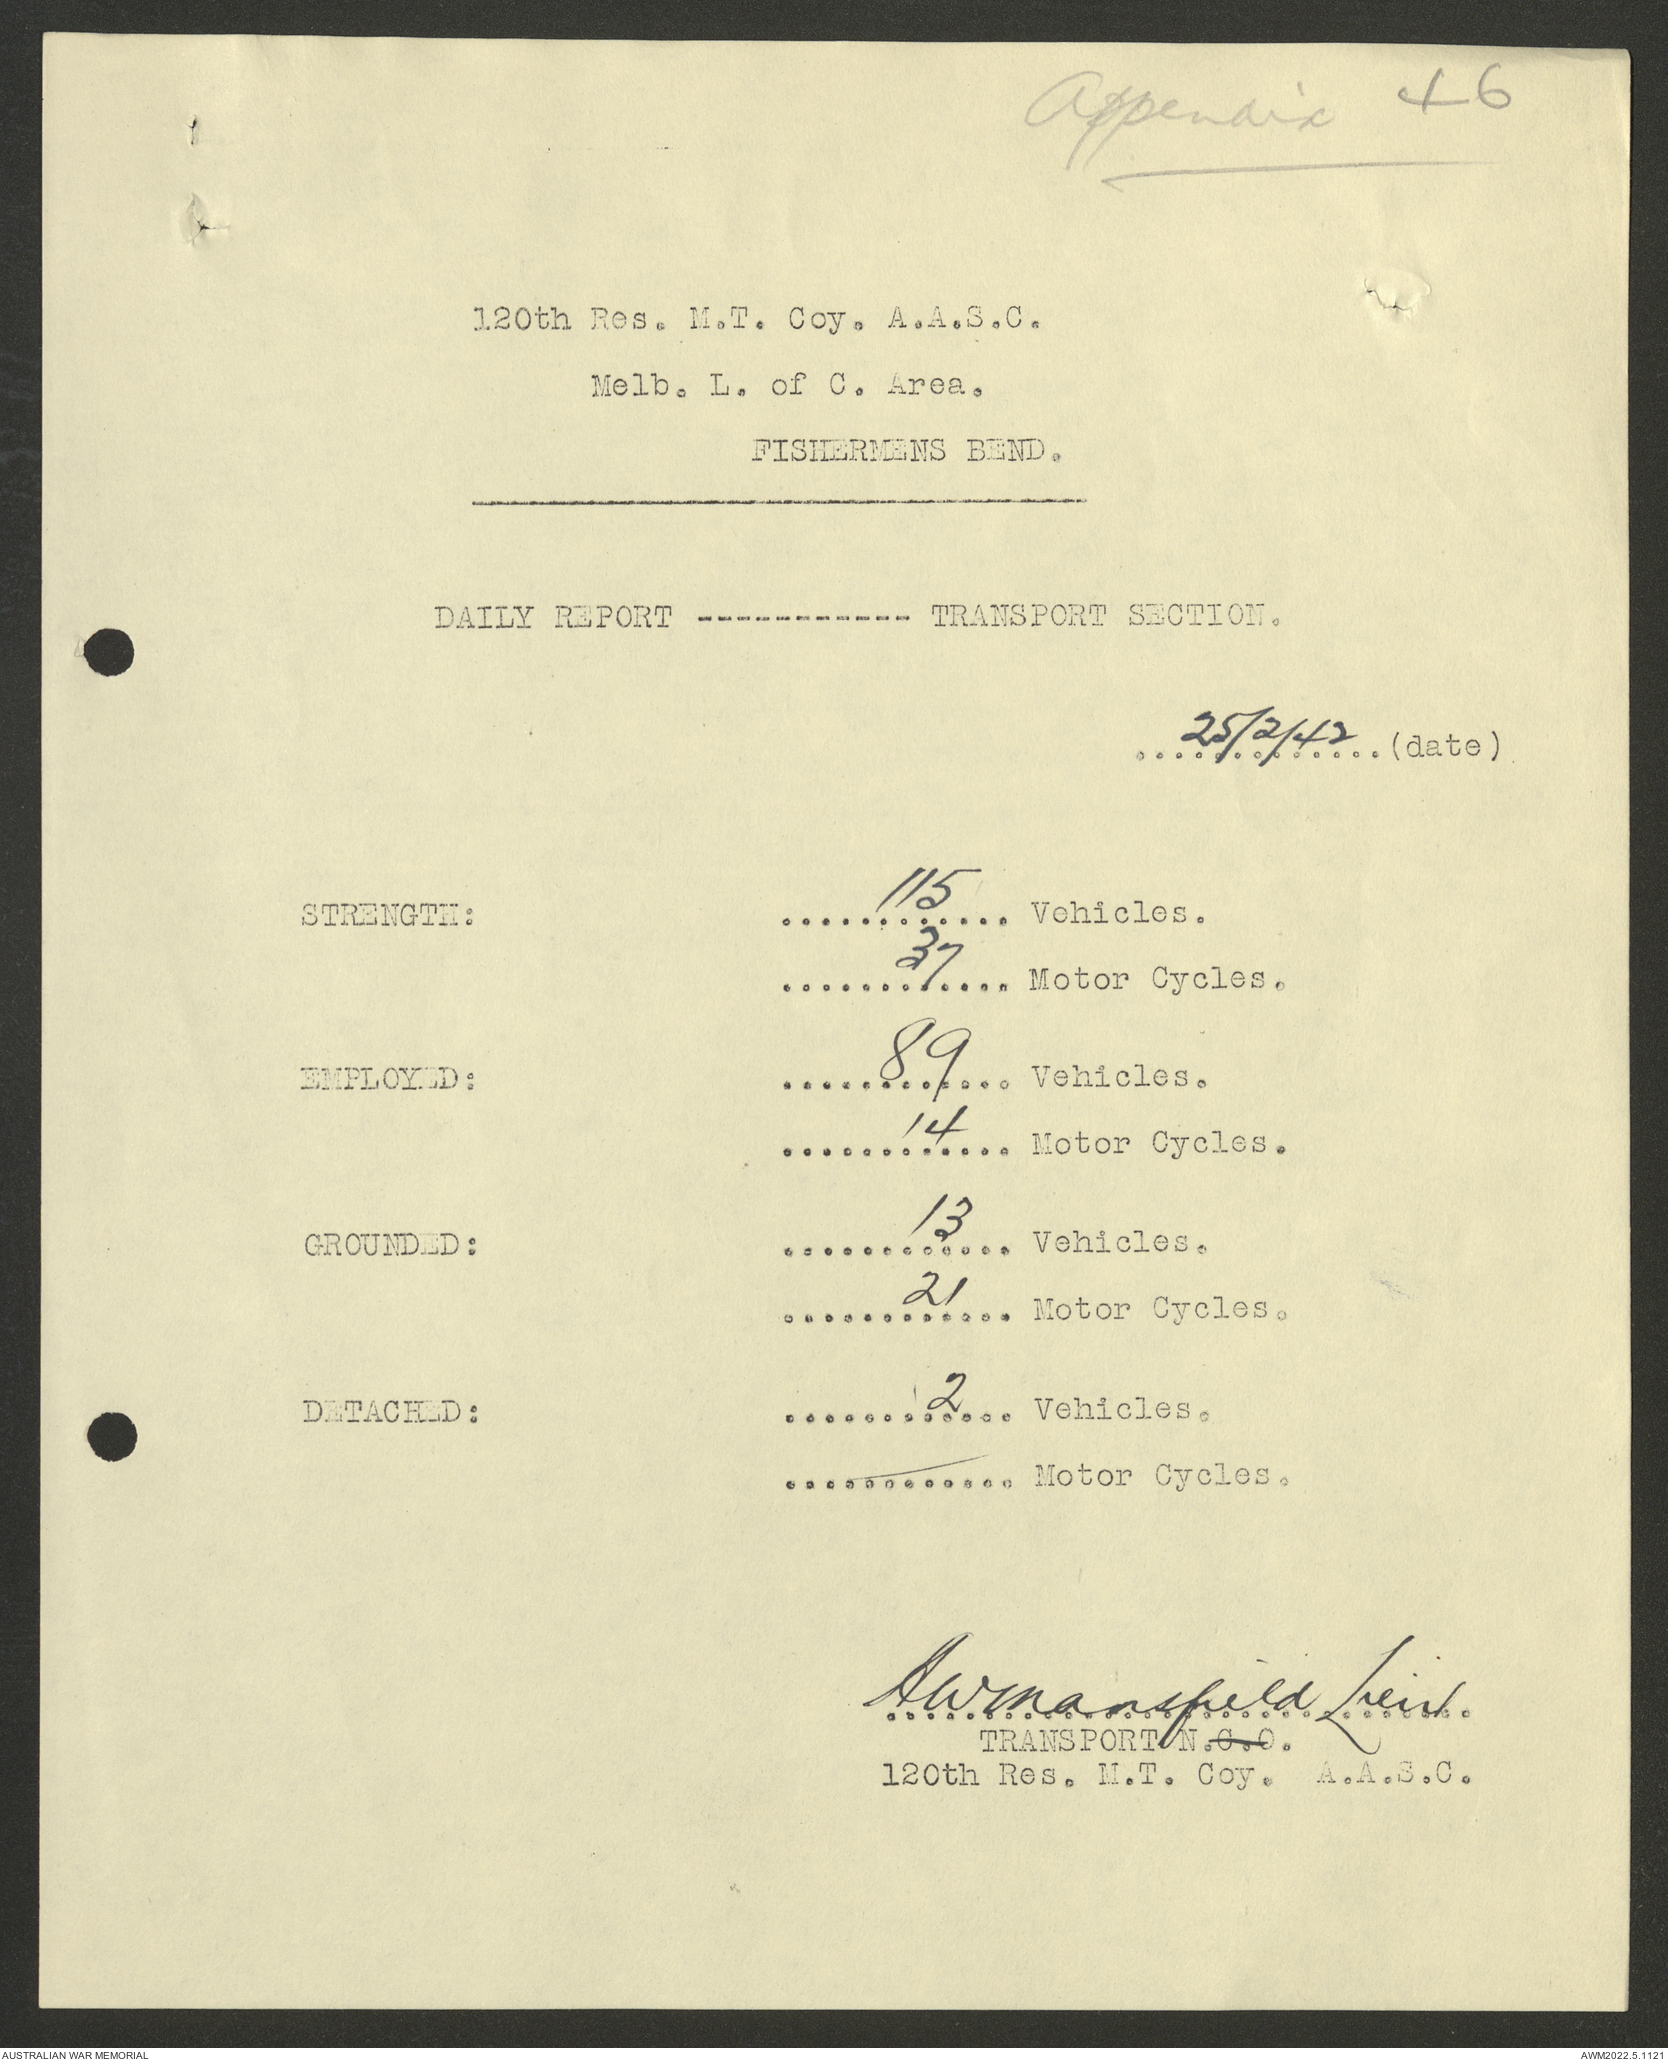 Appendix 46
120th Res. M.T. Coy. A.A.S.C.
Melb. L. of C. Area.
FISHERMENS BEND.
DAILY REPORT ----------- TRANSPORT SECTION.
25/2/42 (date)
STRENGTH: 115 Vehicles.
37 Motor Cycles.
EMPLOYED: 89 Vehicles.
14 Motor Cycles.
GROUNDED: 13 Vehicles.
21 Motor Cycles.
DETACHED: 2 Vehicles.
............ Motor Cycles.
AWMansfield Lieut.
TRANSPORT N.C.O.
120th Res. M.T. Coy. A.A.S.C.
AUSTRALIAN WAR MEMORIAL
AWM2022.5.1121